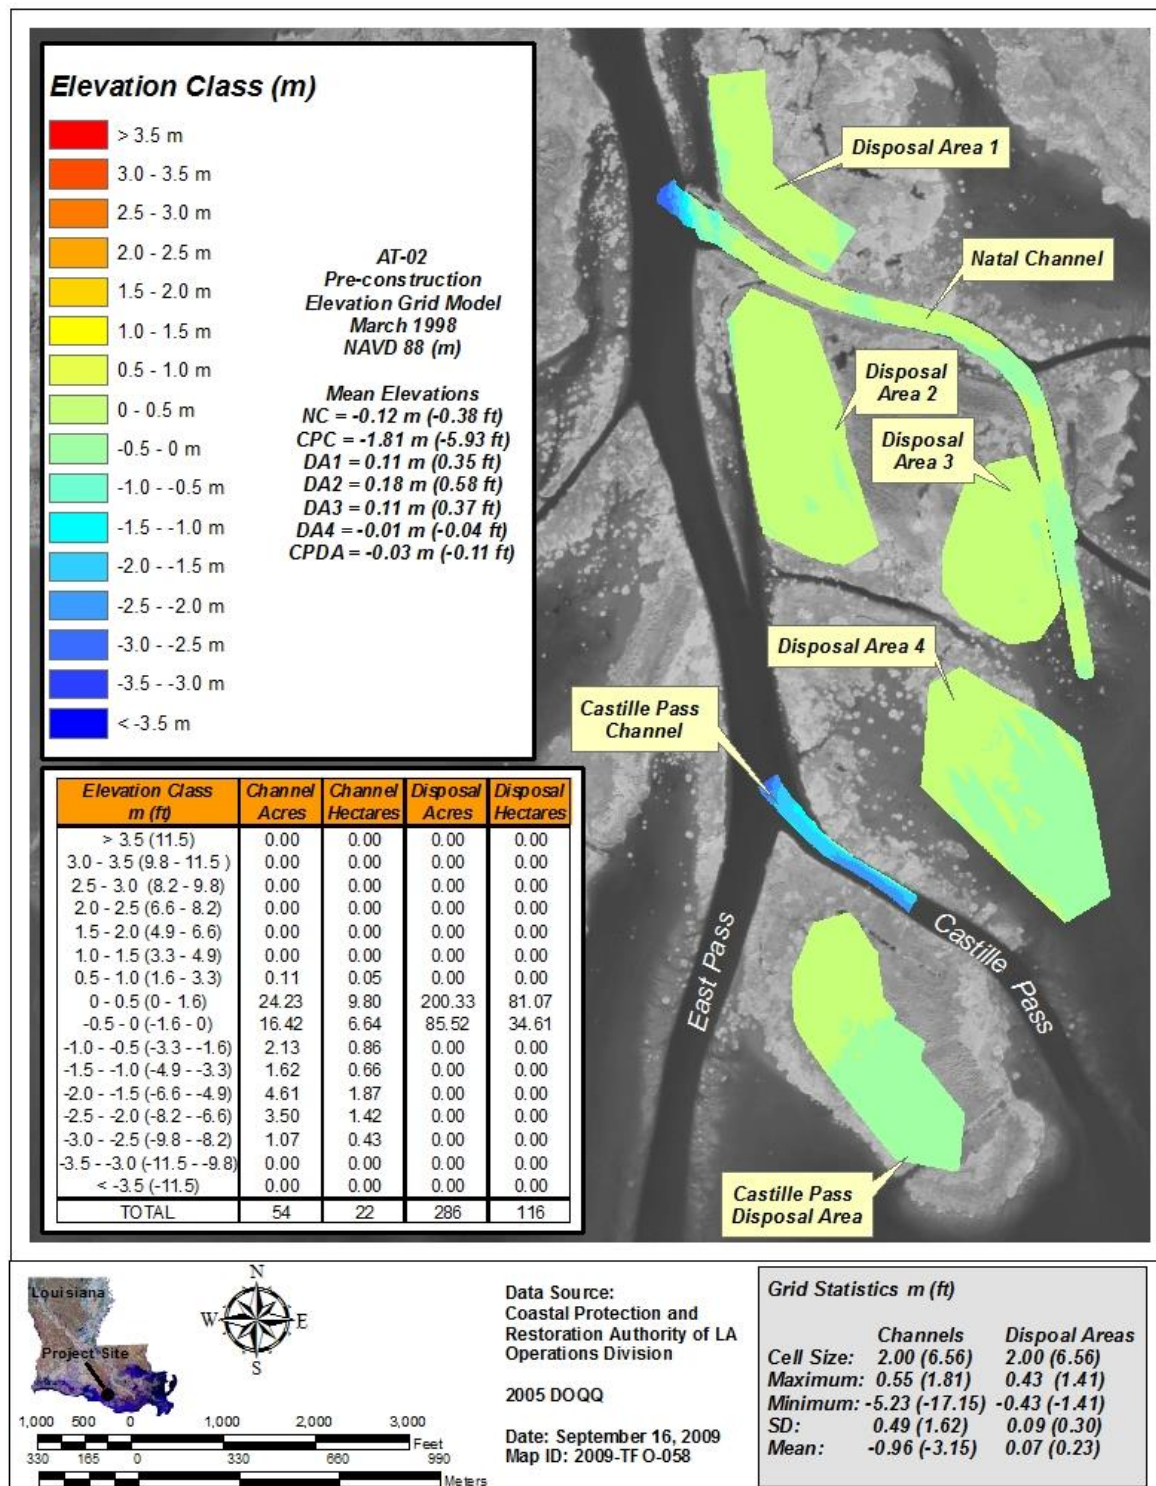 Elevation Class (m)
> 3.5 m
3.0 - 3.5 m
2.5 - 3.0 m
2.0 - 2.5 m
1.5 - 2.0 m
1.0 - 1.5 m
0.5 - 1.0 m
0 - 0.5 m
-0.5 - 0 m
-1.0 - -0.5 m
-1.5 - -1.0 m
-2.0 - -1.5 m
-2.5 - -2.0 m
-3.0 - -2.5 m
-3.5 - -3.0 m
< -3.5 m
AT-02
Pre-construction
Elevation Grid Model
March 1998
NAVD 88 (m)
Mean Elevations
NC = -0.12 m (-0.38 ft)
CPC = -1.81 m (-5.93 ft)
DA1 = 0.11 m (0.35 ft)
DA2 = 0.18 m (0.58 ft)
DA3 = 0.11 m (0.37 ft)
DA4 = -0.01 m (-0.04 ft)
CPDA = -0.03 m (-0.11 ft)
Disposal Area 1
Natal Channel
Disposal
Area 2
Disposal
Area 3
Disposal Area 4
Castille Pass
Channel
East Pass
Castille Pass
Castille Pass
Disposal Area
Elevation Class m (ft) Channel Acres Channel Hectares Disposal Acres Disposal Hectares
> 3.5 (11.5) 0.00 0.00 0.00 0.00
3.0 - 3.5 (9.8 - 11.5 ) 0.00 0.00 0.00 0.00
2.5 - 3.0 (8.2 - 9.8) 0.00 0.00 0.00 0.00
2.0 - 2.5 (6.6 - 8.2) 0.00 0.00 0.00 0.00
1.5 - 2.0 (4.9 - 6.6) 0.00 0.00 0.00 0.00
1.0 - 1.5 (3.3 - 4.9) 0.00 0.00 0.00 0.00
0.5 - 1.0 (1.6 - 3.3) 0.11 0.05 0.00 0.00
0 - 0.5 (0 - 1.6) 24.23 9.80 200.33 81.07
-0.5 - 0 (-1.6 - 0) 16.42 6.64 85.52 34.61
-1.0 - -0.5 (-3.3 - -1.6) 2.13 0.86 0.00 0.00
-1.5 - -1.0 (-4.9 - -3.3) 1.62 0.66 0.00 0.00
-2.0 - -1.5 (-6.6 - -4.9) 4.61 1.87 0.00 0.00
-2.5 - -2.0 (-8.2 - -6.6) 3.50 1.42 0.00 0.00
-3.0 - -2.5 (-9.8 - -8.2) 1.07 0.43 0.00 0.00
-3.5 - -3.0 (-11.5 - -9.8) 0.00 0.00 0.00 0.00
< -3.5 (-11.5) 0.00 0.00 0.00 0.00
TOTAL 54 22 286 116
Louisiana
Project Site
N
W E
S
1,000 500 0 1,000 2,000 3,000
Feet
330 165 0 330 660 990
Meters
Data Source:
Coastal Protection and
Restoration Authority of LA
Operations Division
2005 DOQQ
Date: September 16, 2009
Map ID: 2009-TFO-058
Grid Statistics m (ft)
Channels Dispoal Areas
Cell Size: 2.00 (6.56) 2.00 (6.56)
Maximum: 0.55 (1.81) 0.43 (1.41)
Minimum: -5.23 (-17.15) -0.43 (-1.41)
SD: 0.49 (1.62) 0.09 (0.30)
Mean: -0.96 (-3.15) 0.07 (0.23)